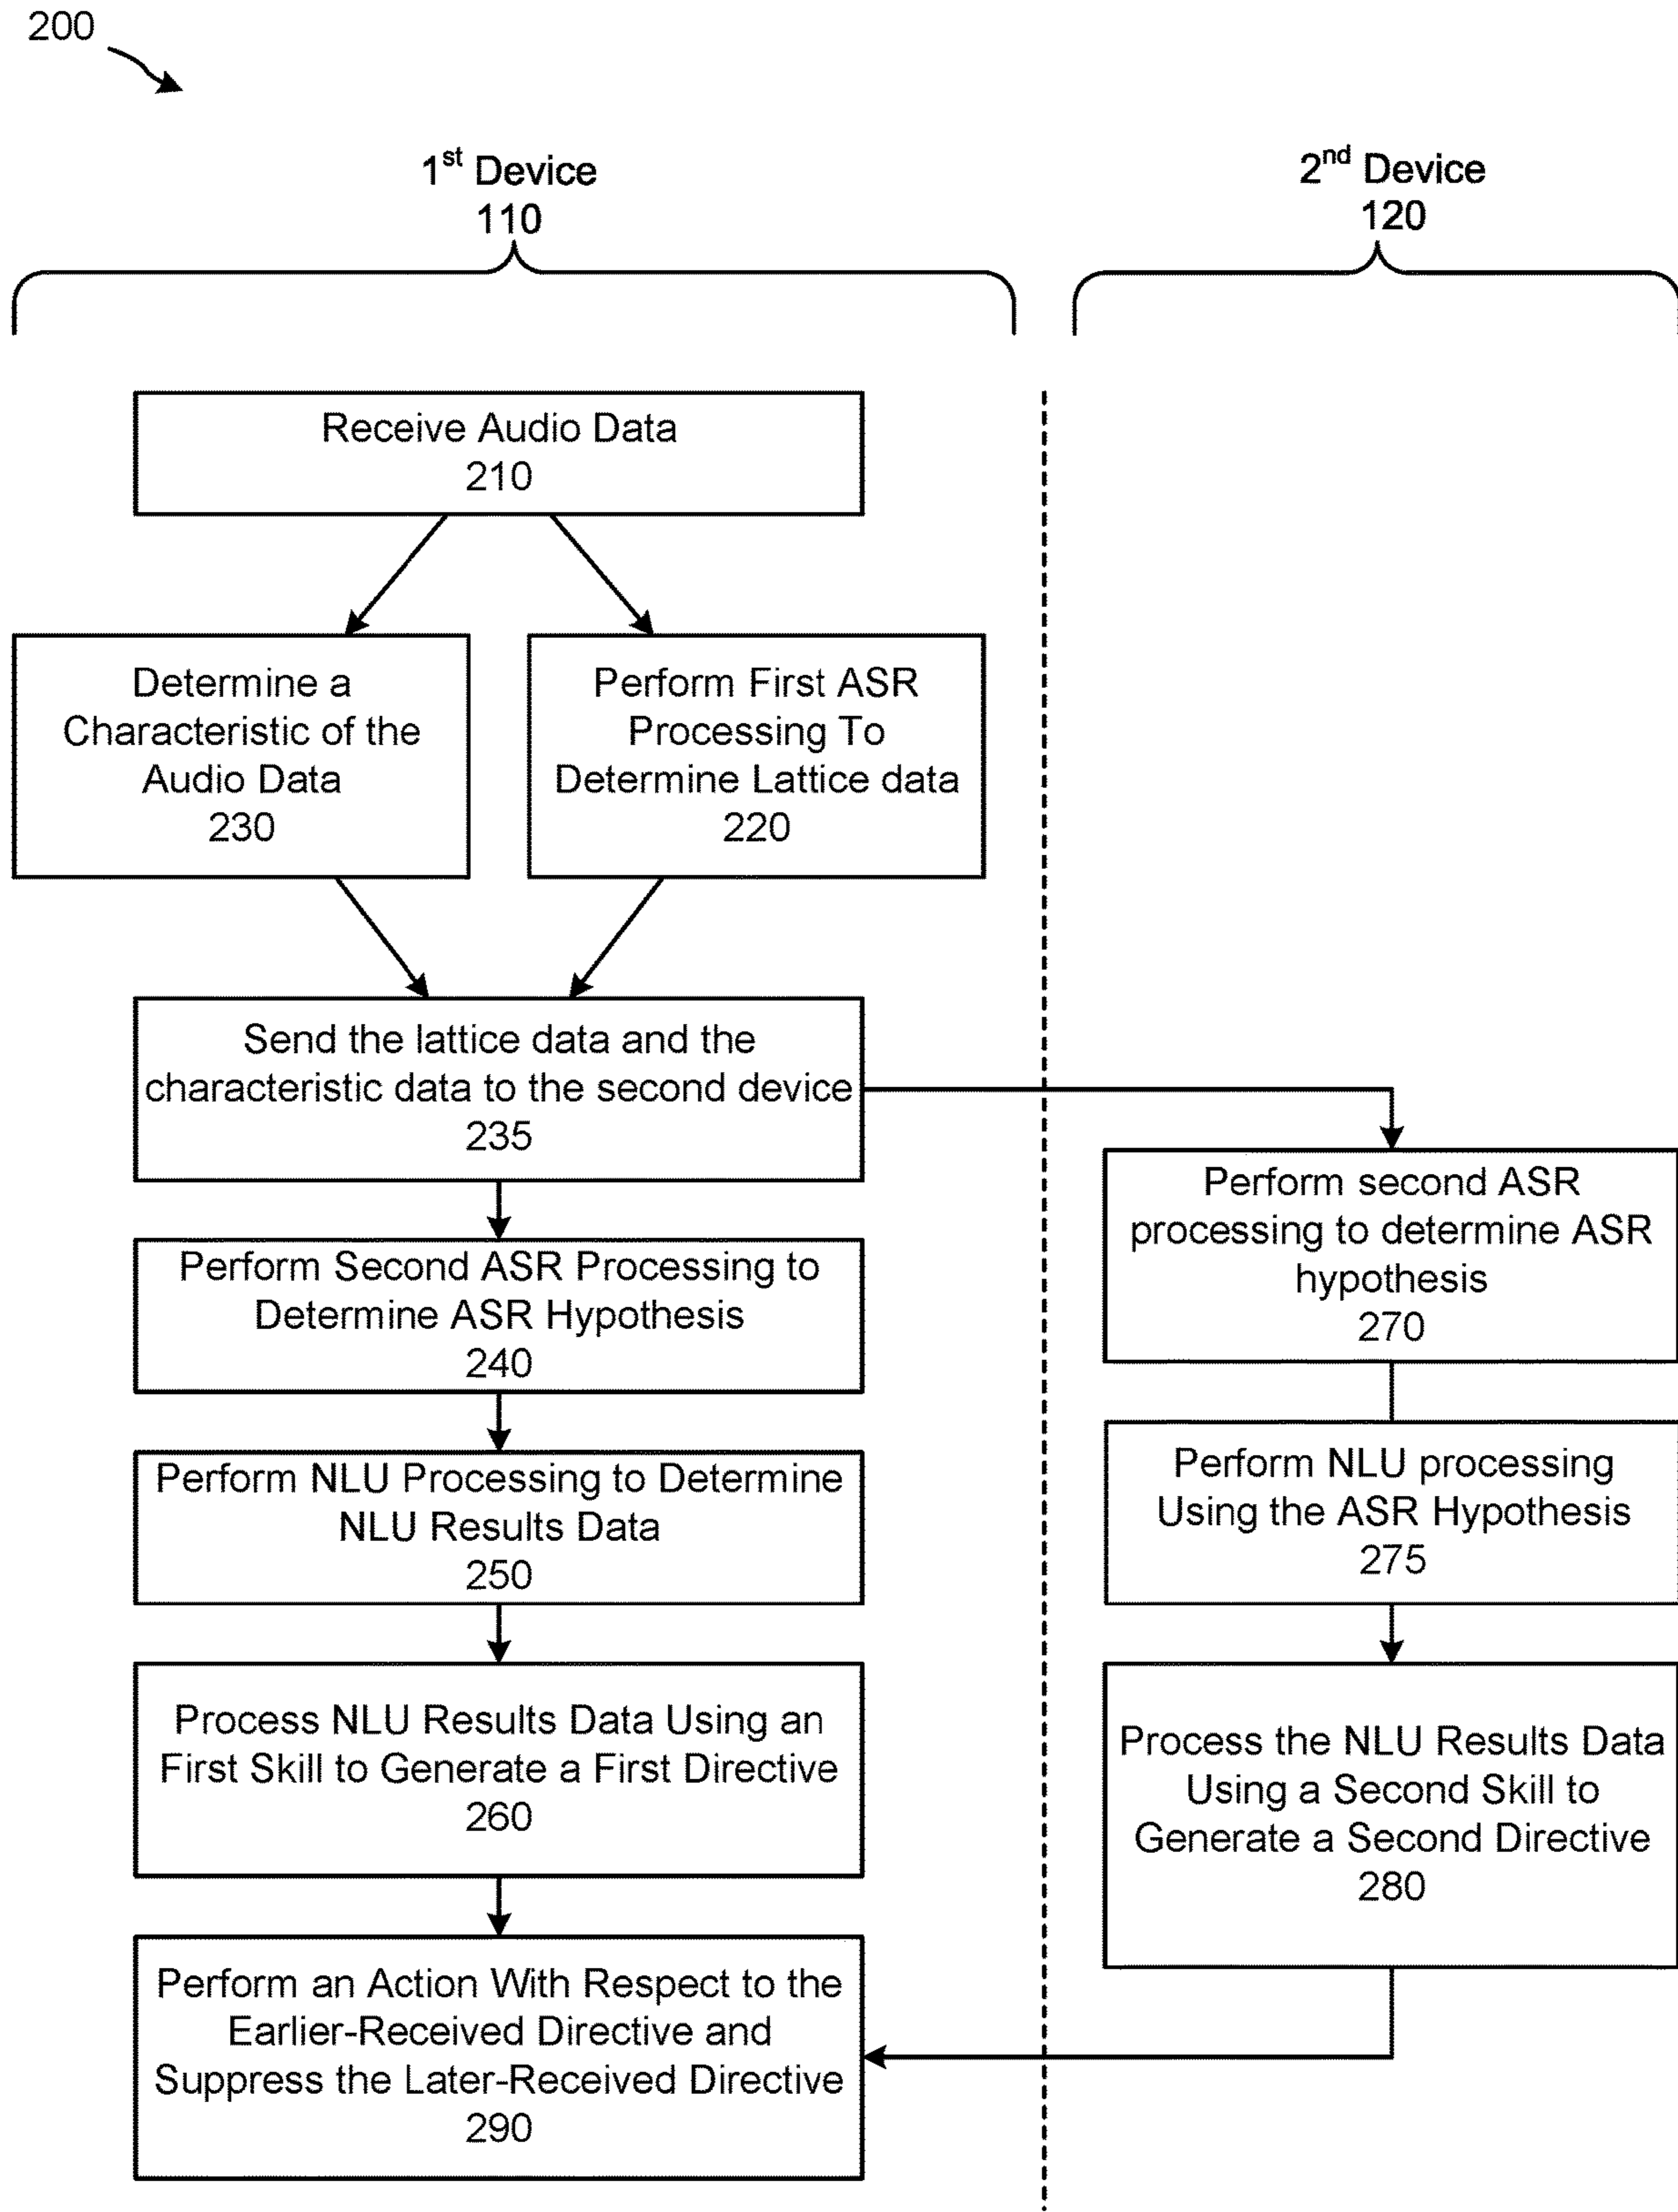 200
1st Device
110
2nd Device
120
Receive Audio Data
210
Determine a
Characteristic of the
Audio Data
230
Perform First ASR
Processing To
Determine Lattice data
220
Send the lattice data and the
characteristic data to the second device
235
Perform Second ASR Processing to
Determine ASR Hypothesis
240
Perform NLU Processing to Determine
NLU Results Data
250
Process NLU Results Data Using an
First Skill to Generate a First Directive
260
Perform an Action With Respect to the
Earlier-Received Directive and
Suppress the Later-Received Directive
290
Perform second ASR
processing to determine ASR
hypothesis
270
Perform NLU processing
Using the ASR Hypothesis
275
Process the NLU Results Data
Using a Second Skill to
Generate a Second Directive
280